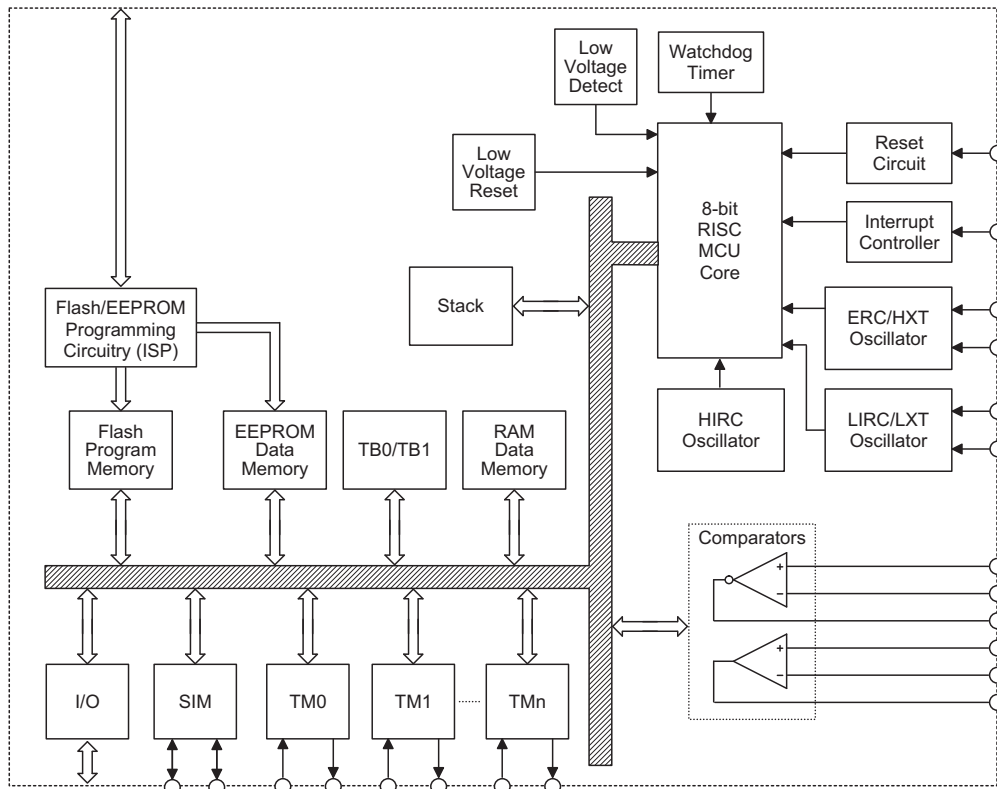 Low
Voltage
Detect
Watchdog
Timer
Low
Voltage
Reset
8-bit
RISC
MCU
Core
Reset
Circuit
Interrupt
Controller
Stack
ERC/HXT
Oscillator
Flash/EEPROM
Programming
Circuitry (ISP)
HIRC
Oscillator
LIRC/LXT
Oscillator
Flash
Program
Memory
EEPROM
Data
Memory
TB0/TB1
RAM
Data
Memory
Comparators
+
−
+
−
I/O
SIM
TM0
TM1
......
TMn